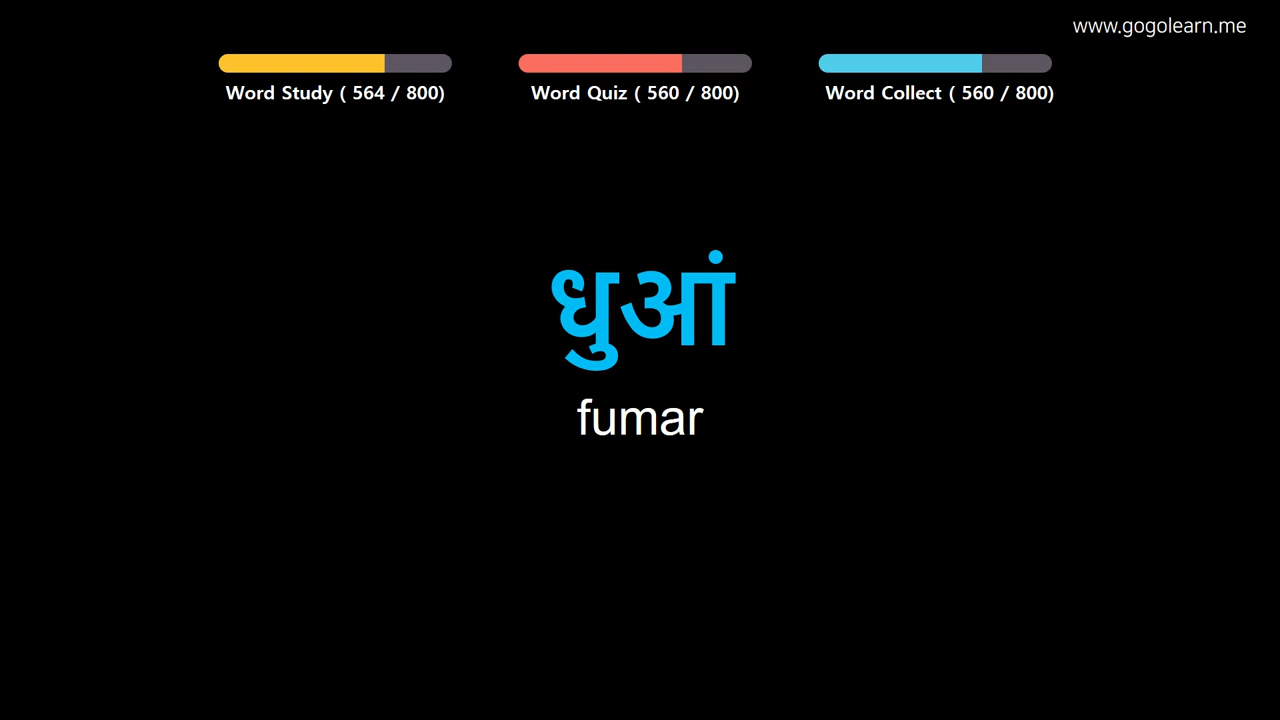 www.gogolearn.me
Word Study ( 564 / 800)
Word Quiz ( 560 / 800)
Word Collect ( 560 / 800)
धुआं
fumar